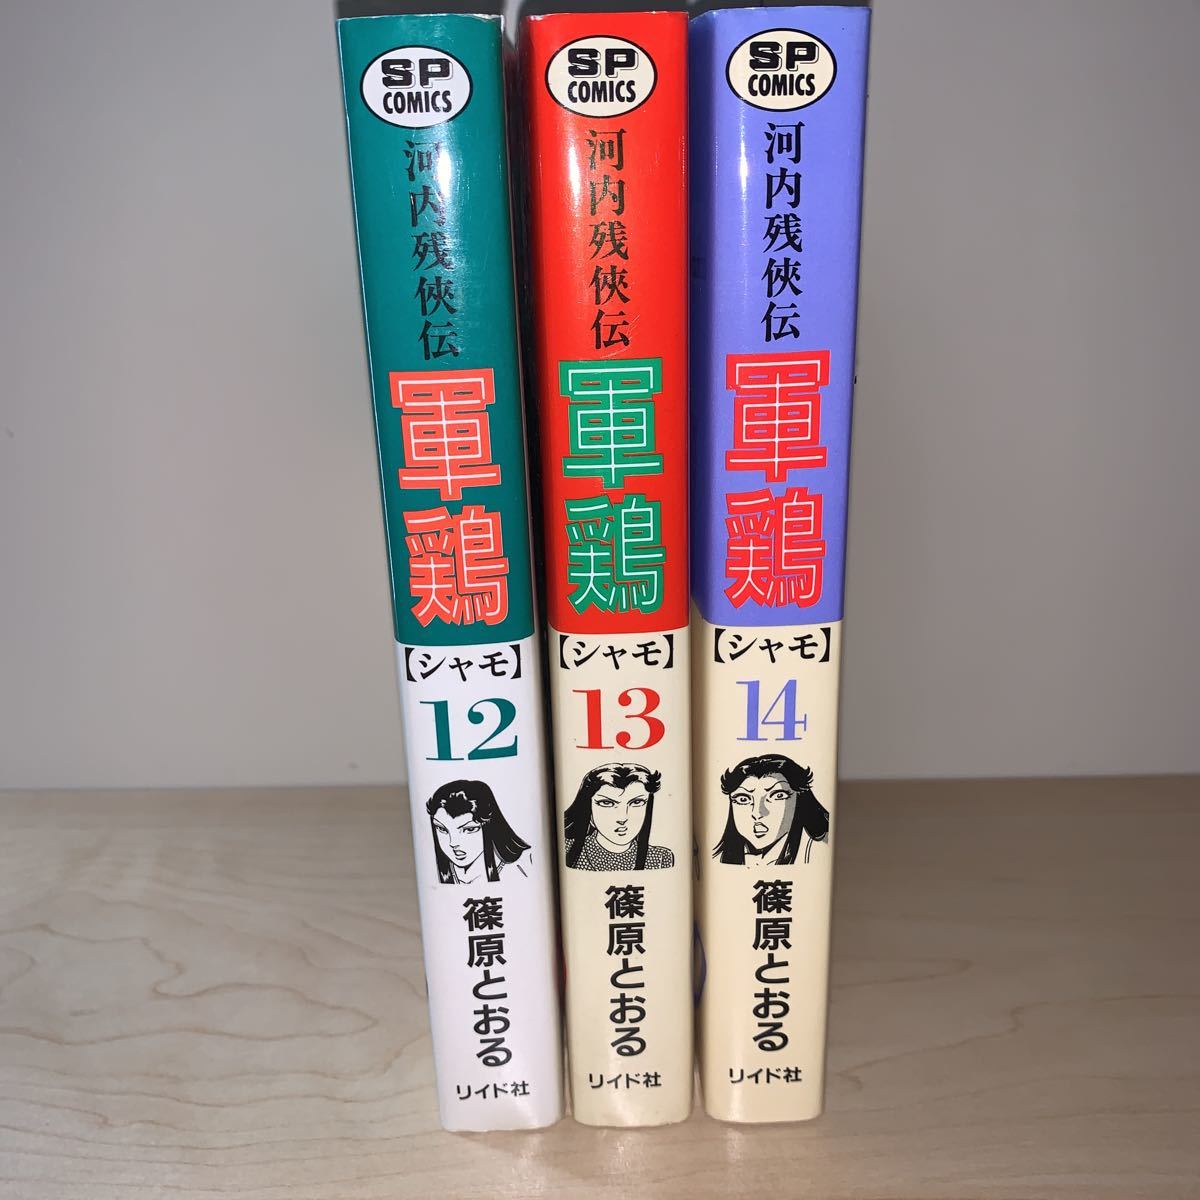 SP
COMICS
河内残俠伝
軍鶏
【シャモ】
12
篠原とおる
リイド社
SP
COMICS
河内残俠伝
軍鶏
【シャモ】
13
篠原とおる
リイド社
SP
COMICS
河内残俠伝
軍鶏
【シャモ】
14
篠原とおる
リイド社